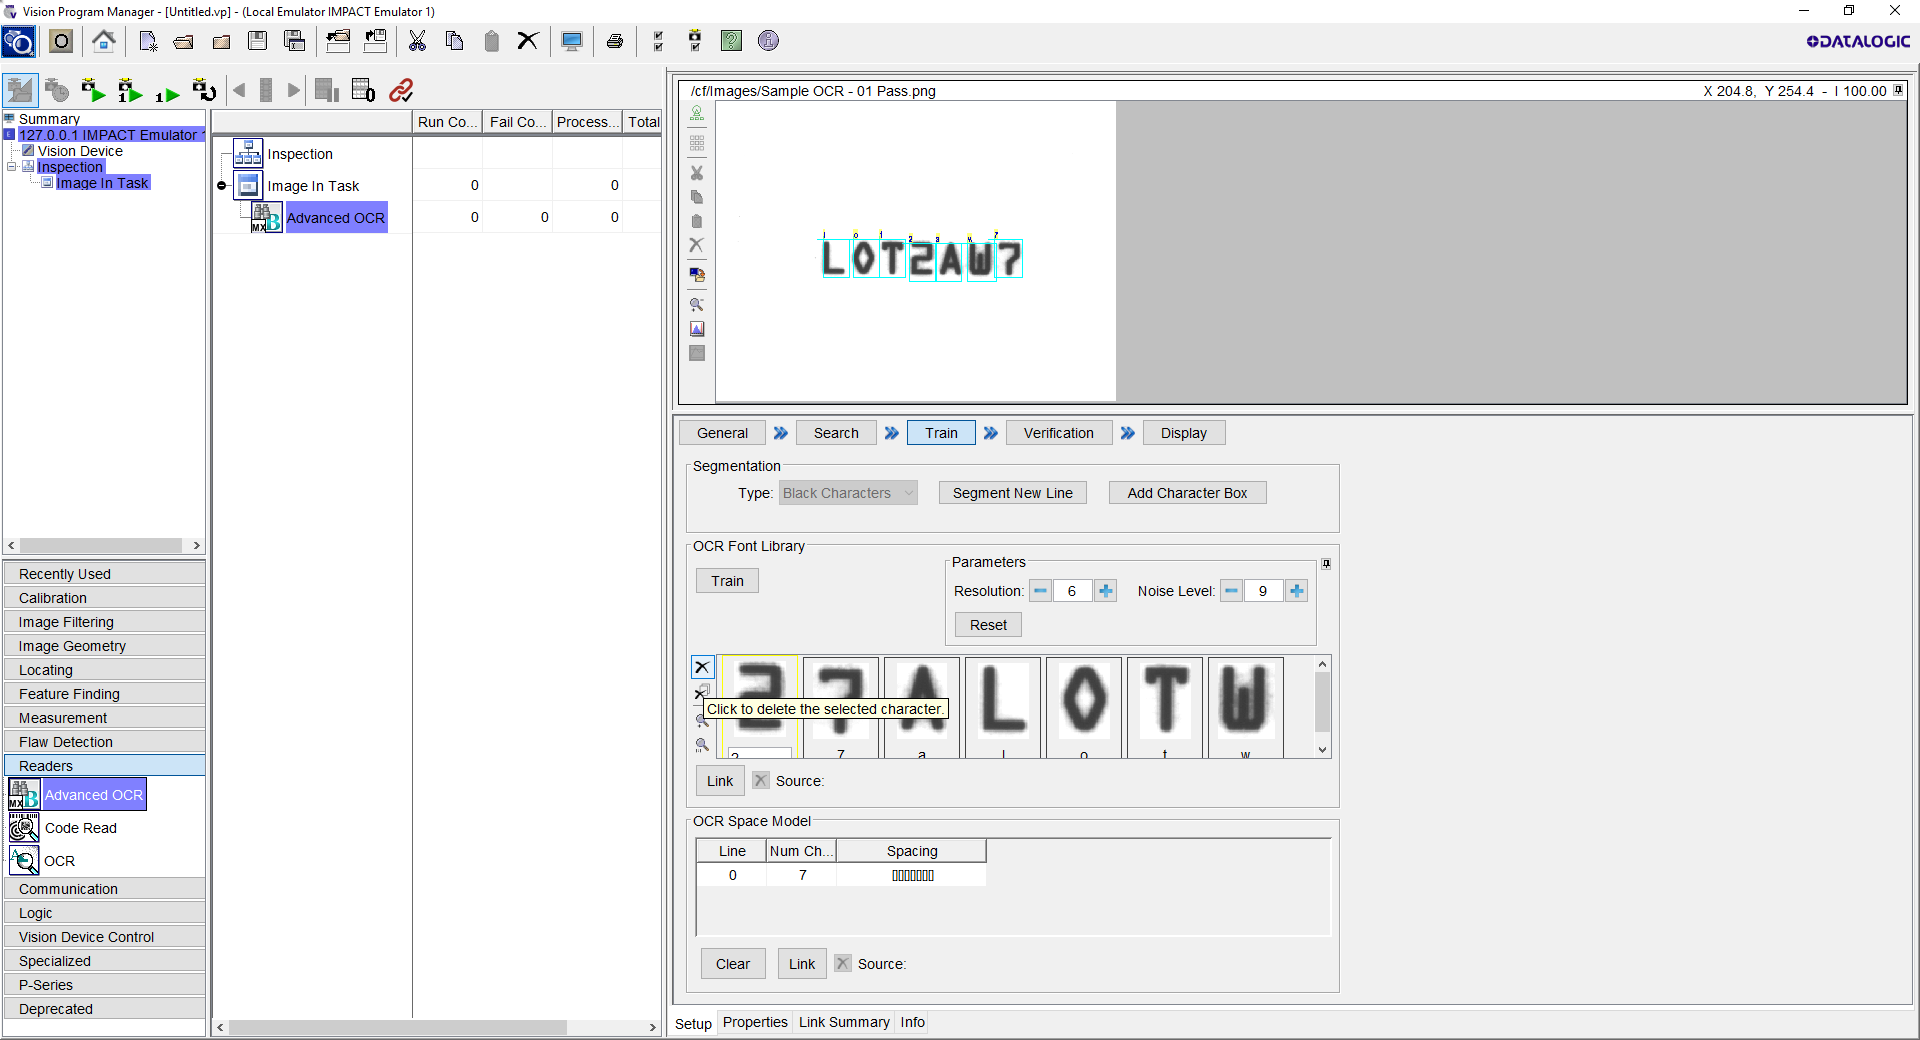 Vision Program Manager - [Untitled.vp] - (Local Emulator IMPACT Emulator 1)
DATALOGIC
Summary
127.0.0.1 IMPACT Emulator 1
Vision Device
Inspection
Image In Task
Run Co... Fail Co... Process... Total
Inspection
Image In Task 0 0
Advanced OCR 0 0 0
Recently Used
Calibration
Image Filtering
Image Geometry
Locating
Feature Finding
Measurement
Flaw Detection
Readers
Advanced OCR
Code Read
OCR
Communication
Logic
Vision Device Control
Specialized
P-Series
Deprecated
/cf/Images/Sample OCR - 01 Pass.png X 204.8, Y 254.4 - I 100.00
l o t 2 a w 7
LOT2AW7
General Search Train Verification Display
Segmentation
Type: Black Characters Segment New Line Add Character Box
OCR Font Library
Train
Parameters
Resolution: 6 Noise Level: 9
Reset
2 7 A L O T W
Click to delete the selected character.
2 7 a l o t w
Link Source:
OCR Space Model
Line Num Ch... Spacing
0 7
Clear Link Source:
Setup Properties Link Summary Info